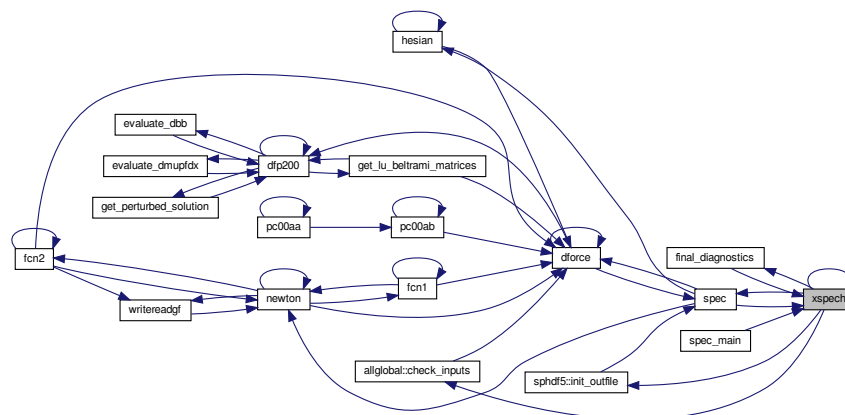 hesian
evaluate_dbb
evaluate_dmupfdx
dfp200
get_lu_beltrami_matrices
get_perturbed_solution
pc00aa
pc00ab
fcn2
dforce
final_diagnostics
newton
fcn1
writereadgf
spec
xspech
spec_main
allglobal::check_inputs
sphdf5::init_outfile